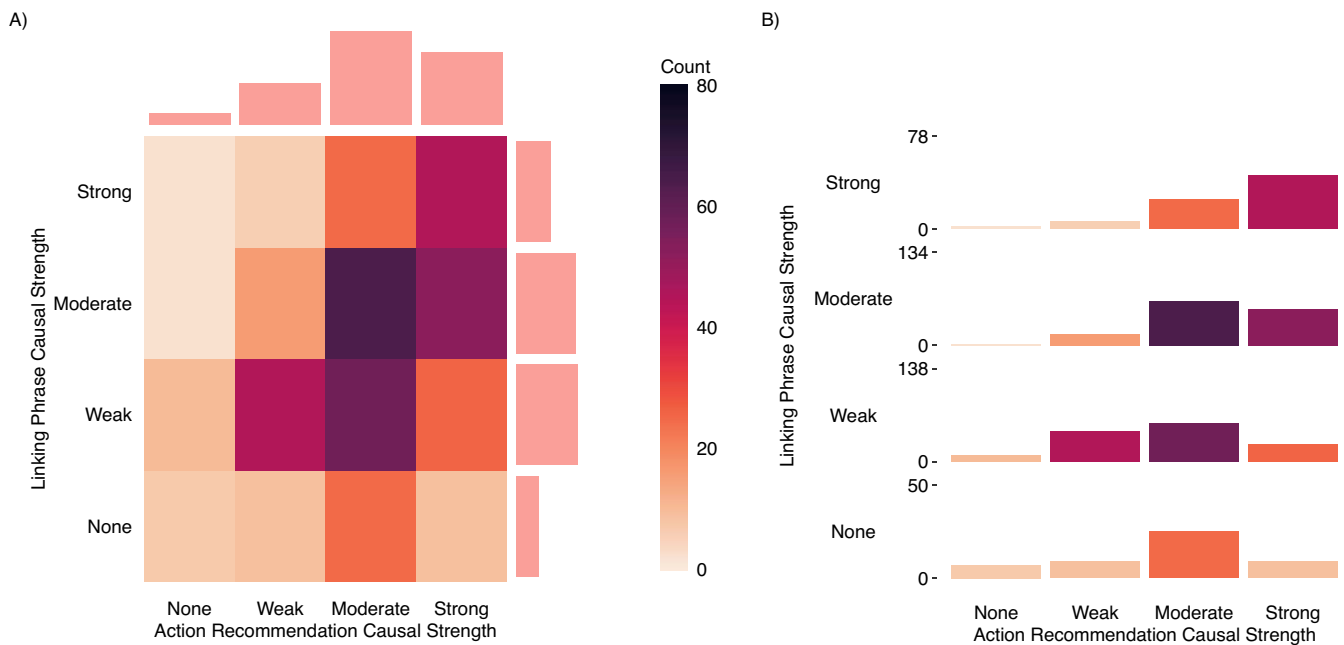 A)
Count
80
60
40
20
0
Linking Phrase Causal Strength
Strong
Moderate
Weak
None
None Weak Moderate Strong
Action Recommendation Causal Strength
B)
Linking Phrase Causal Strength
78
Strong
0
134
Moderate
0
138
Weak
0
50
None
0
None Weak Moderate Strong
Action Recommendation Causal Strength